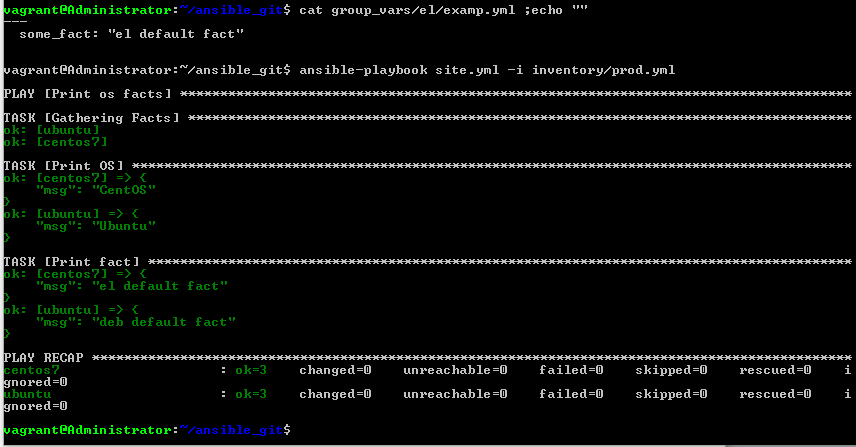 vagrant@Administrator:~/ansible_git$ cat group_vars/el/examp.yml ;echo ""
---
  some_fact: "el default fact"
vagrant@Administrator:~/ansible_git$ ansible-playbook site.yml -i inventory/prod.yml
PLAY [Print os facts] ***********************************************************************************
TASK [Gathering Facts] **********************************************************************************
ok: [ubuntu]
ok: [centos7]
TASK [Print OS] *****************************************************************************************
ok: [centos7] => {
    "msg": "CentOS"
}
ok: [ubuntu] => {
    "msg": "Ubuntu"
}
TASK [Print fact] ***************************************************************************************
ok: [centos7] => {
    "msg": "el default fact"
}
ok: [ubuntu] => {
    "msg": "deb default fact"
}
PLAY RECAP **********************************************************************************************
centos7                    : ok=3    changed=0    unreachable=0    failed=0    skipped=0    rescued=0    i
gnored=0
ubuntu                     : ok=3    changed=0    unreachable=0    failed=0    skipped=0    rescued=0    i
gnored=0
vagrant@Administrator:~/ansible_git$